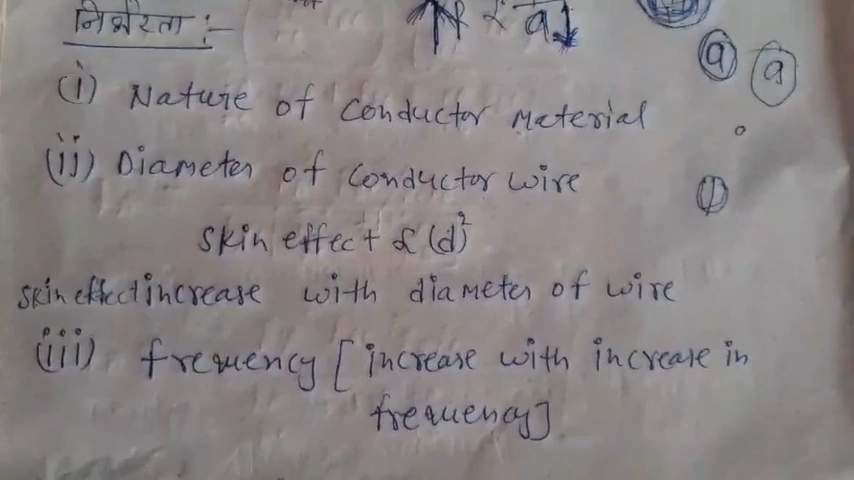 निर्भरता :- ↑R ∝ 1/a↓
a a
(i) Nature of conductor material
(ii) Diameter of conductor wire
skin effect ∝ (d)²
skin effect increase with diameter of wire
(iii) frequency [increase with increase in
frequency]